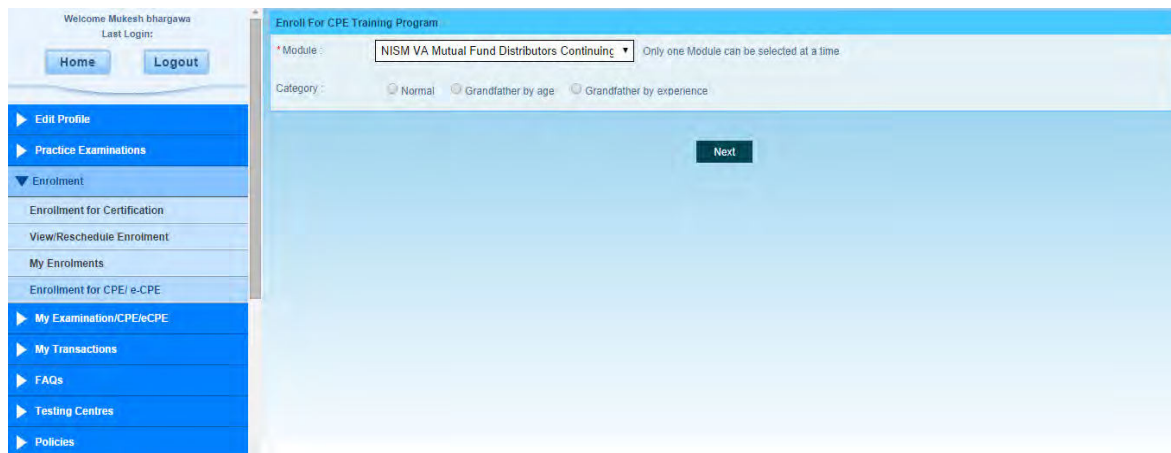 Welcome Mukesh bhargawa
Last Login:
Home Logout
Edit Profile
Practice Examinations
Enrolment
Enrollment for Certification
View/Reschedule Enrolment
My Enrolments
Enrollment for CPE/ e-CPE
My Examination/CPE/eCPE
My Transactions
FAQs
Testing Centres
Policies
Enroll For CPE Training Program
*Module : NISM VA Mutual Fund Distributors Continuing Only one Module can be selected at a time
Category : Normal Grandfather by age Grandfather by experience
Next